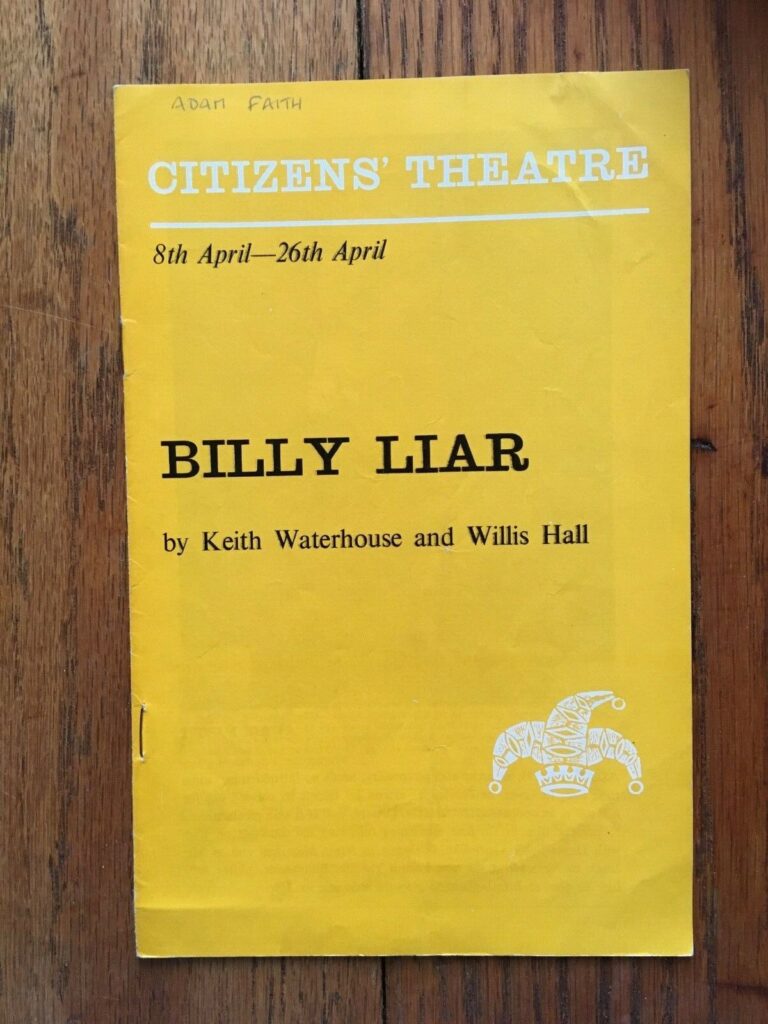 ADAM FAITH
CITIZENS' THEATRE
8th April—26th April
BILLY LIAR
by Keith Waterhouse and Willis Hall